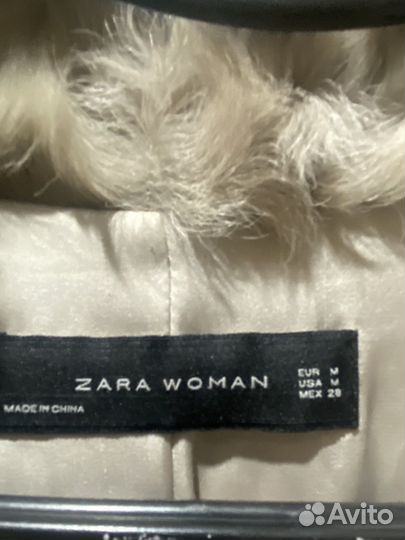 ZARA WOMAN
EUR M
USA M
MEX 28
MADE IN CHINA
Avito